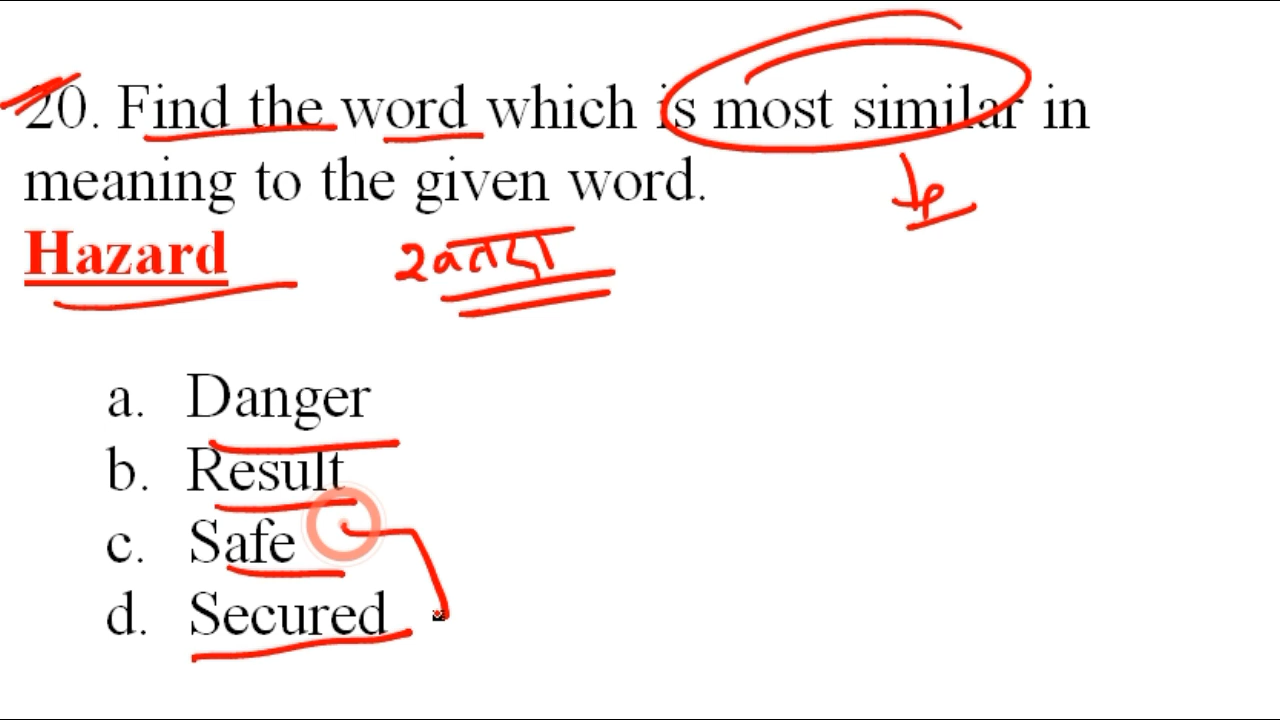 20. Find the word which is most similar in
meaning to the given word.
Hazard
a. Danger
b. Result
c. Safe
d. Secured